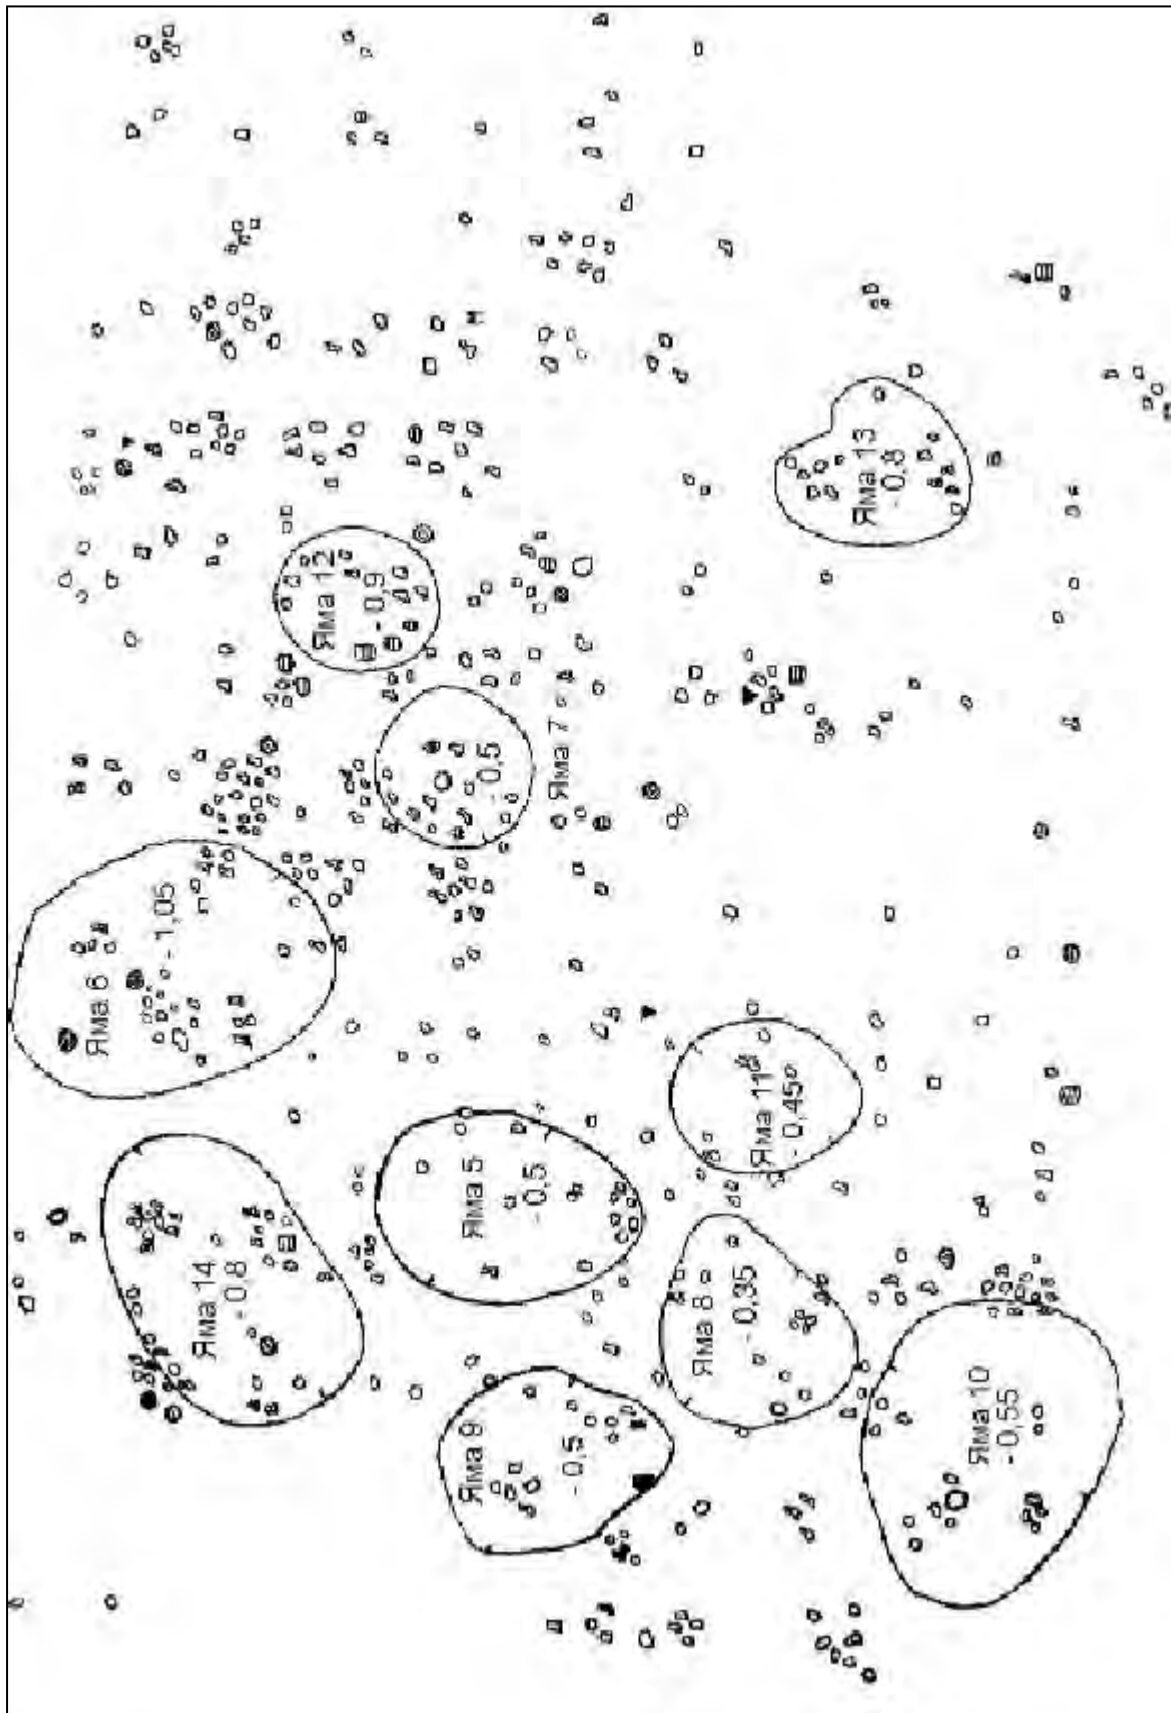 Яма 13
- 0,8
Яма 12
- 0,9
Яма 7
- 0,5
Яма 6
- 1,05
Яма 11
- 0,45
Яма 5
- 0,5
Яма 14
- 0,8
Яма 8
- 0,35
Яма 9
- 0,5
Яма 10
- 0,55